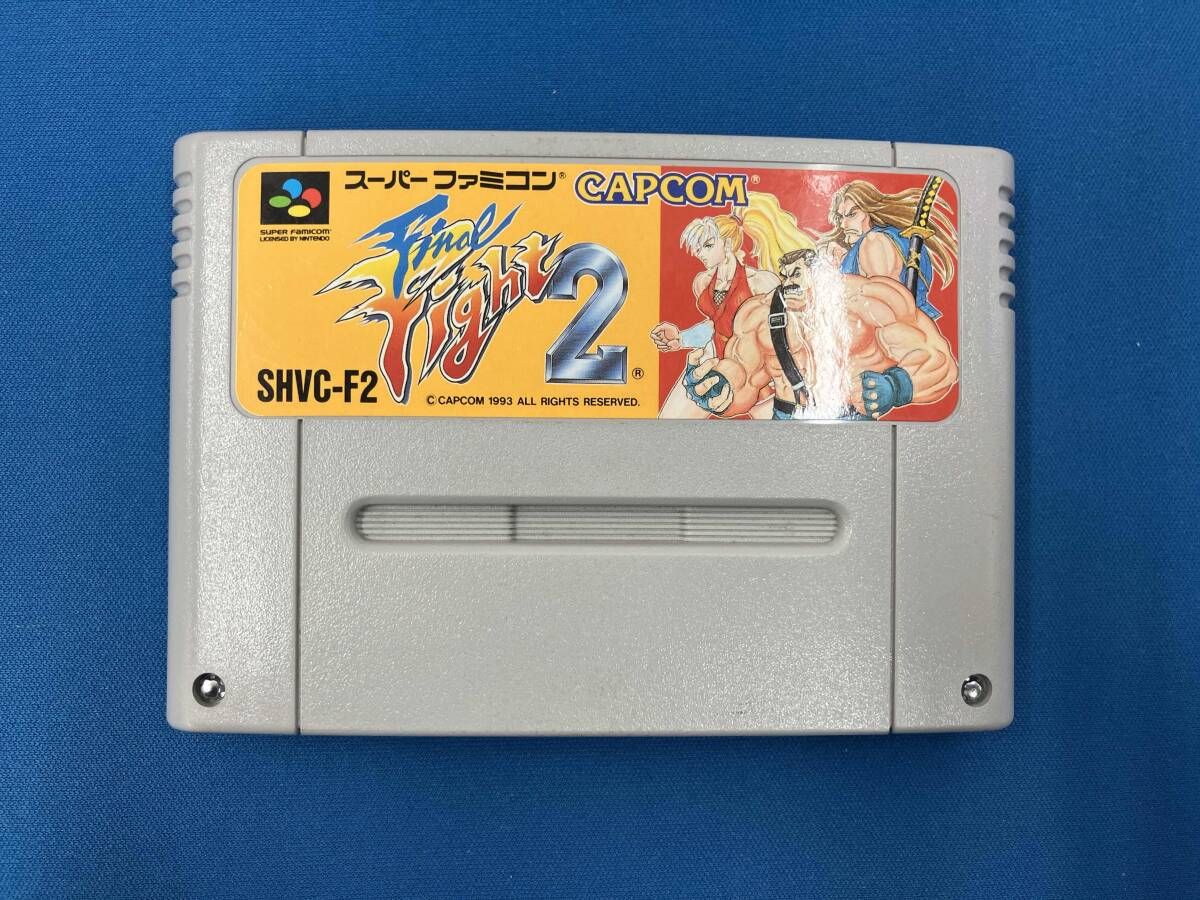 スーパーファミコン®
CAPCOM®
SUPER FAMICOM™
LICENSED BY NINTENDO
Final
Fight
2®
SHVC-F2
©CAPCOM 1993 ALL RIGHTS RESERVED.